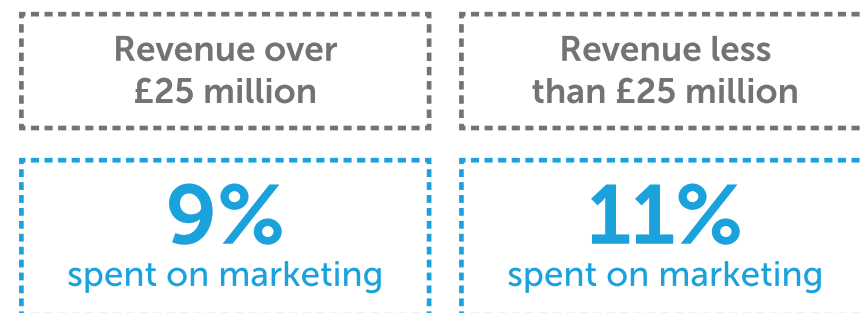 Revenue over
£25 million
Revenue less
than £25 million
9%
spent on marketing
11%
spent on marketing